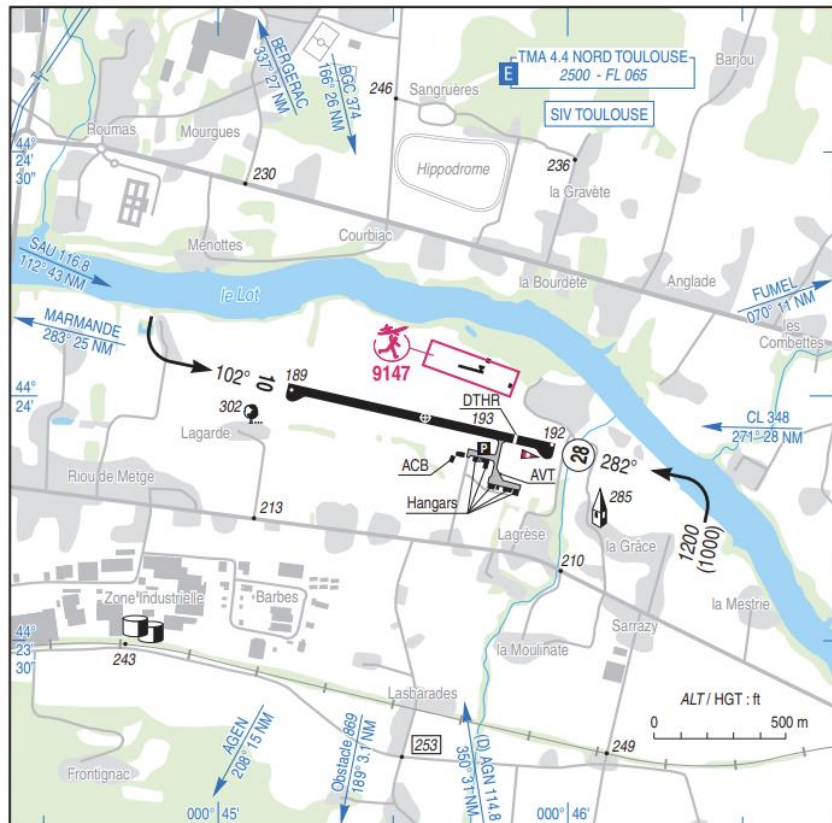 BERGERAC
337° 27 NM
BGC 374
166° 26 NM
TMA 4.4 NORD TOULOUSE
E
2500 - FL 065
SIV TOULOUSE
Barjou
246
Sangruères
Roumas
Mourgues
44°
24'
30"
Hippodrome
236
la Gravète
230
Menottes
Courbiac
SAU 116.8
112° 43 NM
le Lot
la Bourdète
Anglade
FUMEL
070° 11 NM
MARMANDE
283° 25 NM
les
Combettes
9147
102°
10
189
44°
24'
DTHR
193
192
302
Lagarde
CL 348
271° 28 NM
P
28
282°
ACB
AVT
Riou de Metge
Hangars
285
213
Lagrèse
la Grâce
1200
(1000)
210
Zone Industrielle
Barbes
la Mestrie
Sarrazy
44°
23'
30"
243
la Moulinate
Lasbarades
ALT / HGT : ft
0
500 m
AGEN
208° 15 NM
Obstacle 869
189° 3.1 NM
253
(D) AGN 114.8
350° 31 NM
249
Frontignac
000° 45'
000° 46'